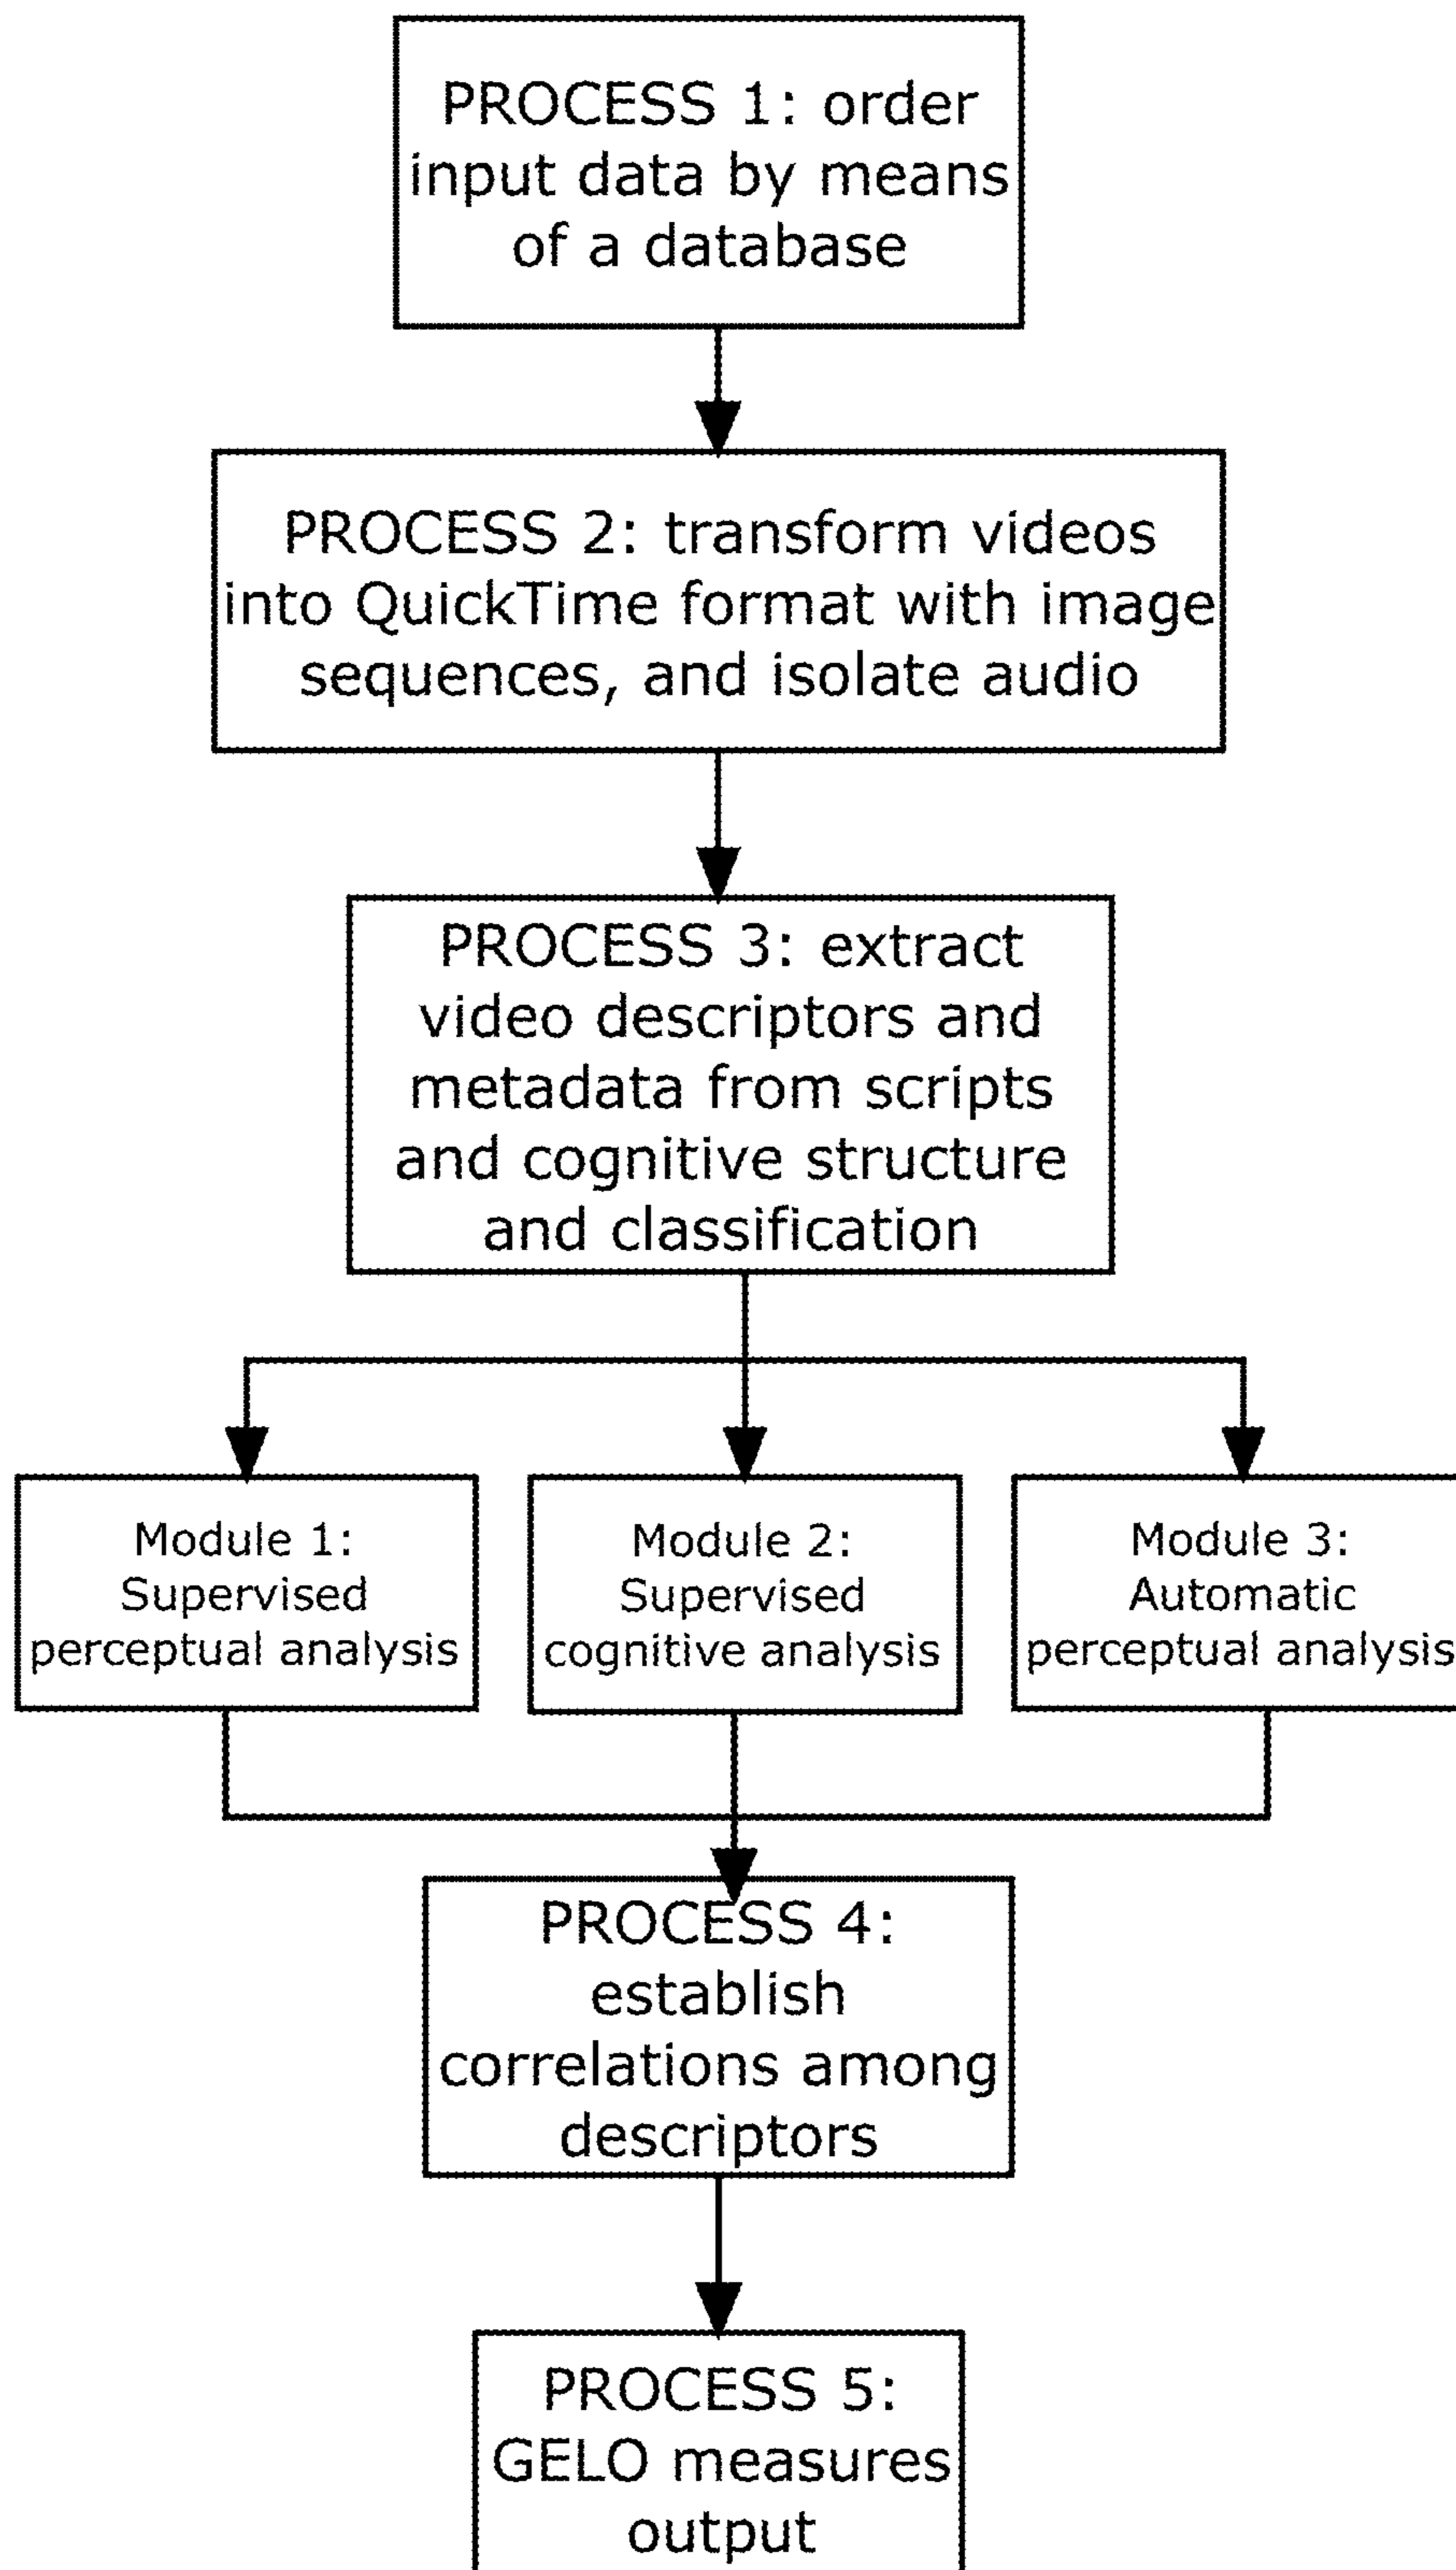 PROCESS 1: order
input data by means
of a database
PROCESS 2: transform videos
into QuickTime format with image
sequences, and isolate audio
PROCESS 3: extract
video descriptors and
metadata from scripts
and cognitive structure
and classification
Module 1:
Supervised
perceptual analysis
Module 2:
Supervised
cognitive analysis
Module 3:
Automatic
perceptual analysis
PROCESS 4:
establish
correlations among
descriptors
PROCESS 5:
GELO measures
output